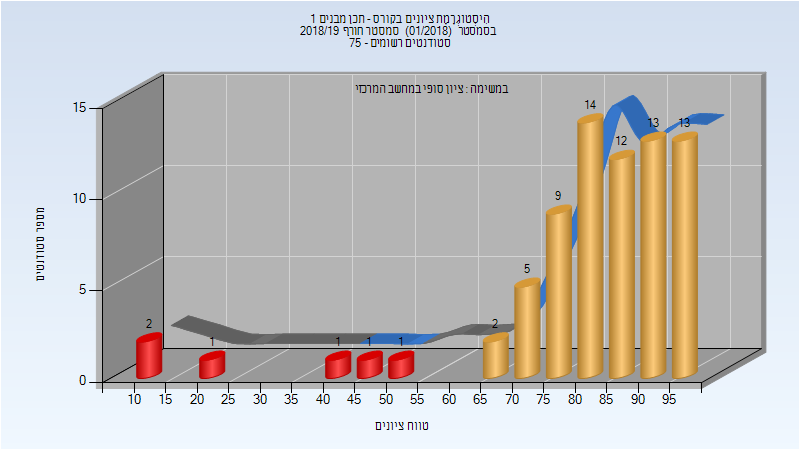 היסטוגרמת ציונים בקורס - תכן מבנים 1
בסמסטר (01/2018) סמסטר חורף 2018/19
סטודנטים רשומים - 75
במשימה : ציון סופי במחשב המרכזי
15
10
5
0
מספר סטודנטים
2
1
1
1
1
2
5
9
14
12
13
13
10 15 20 25 30 35 40 45 50 55 60 65 70 75 80 85 90 95
טווח ציונים